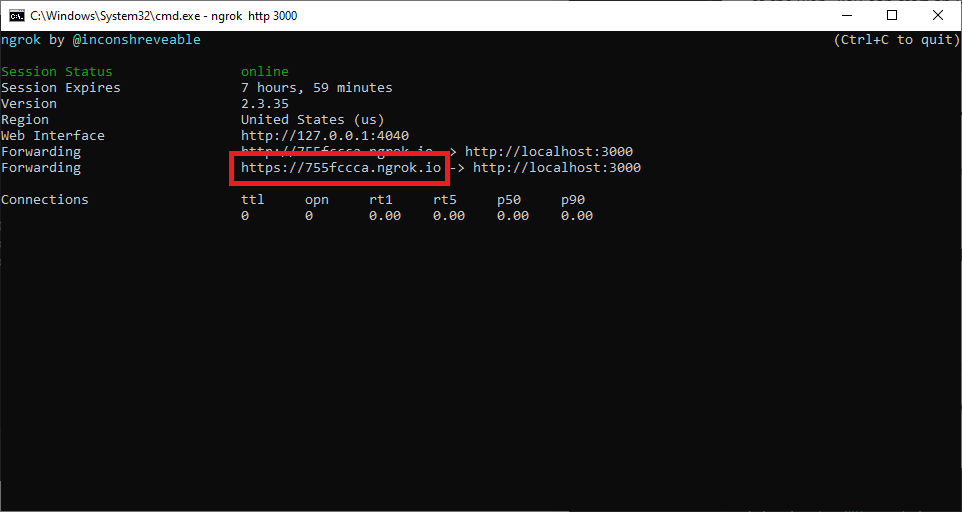 C:\Windows\System32\cmd.exe - ngrok  http 3000
ngrok by @inconshreveable (Ctrl+C to quit)
Session Status online
Session Expires 7 hours, 59 minutes
Version 2.3.35
Region United States (us)
Web Interface http://127.0.0.1:4040
Forwarding http://755fccca.ngrok.io -> http://localhost:3000
Forwarding https://755fccca.ngrok.io -> http://localhost:3000
Connections ttl opn rt1 rt5 p50 p90
0 0 0.00 0.00 0.00 0.00